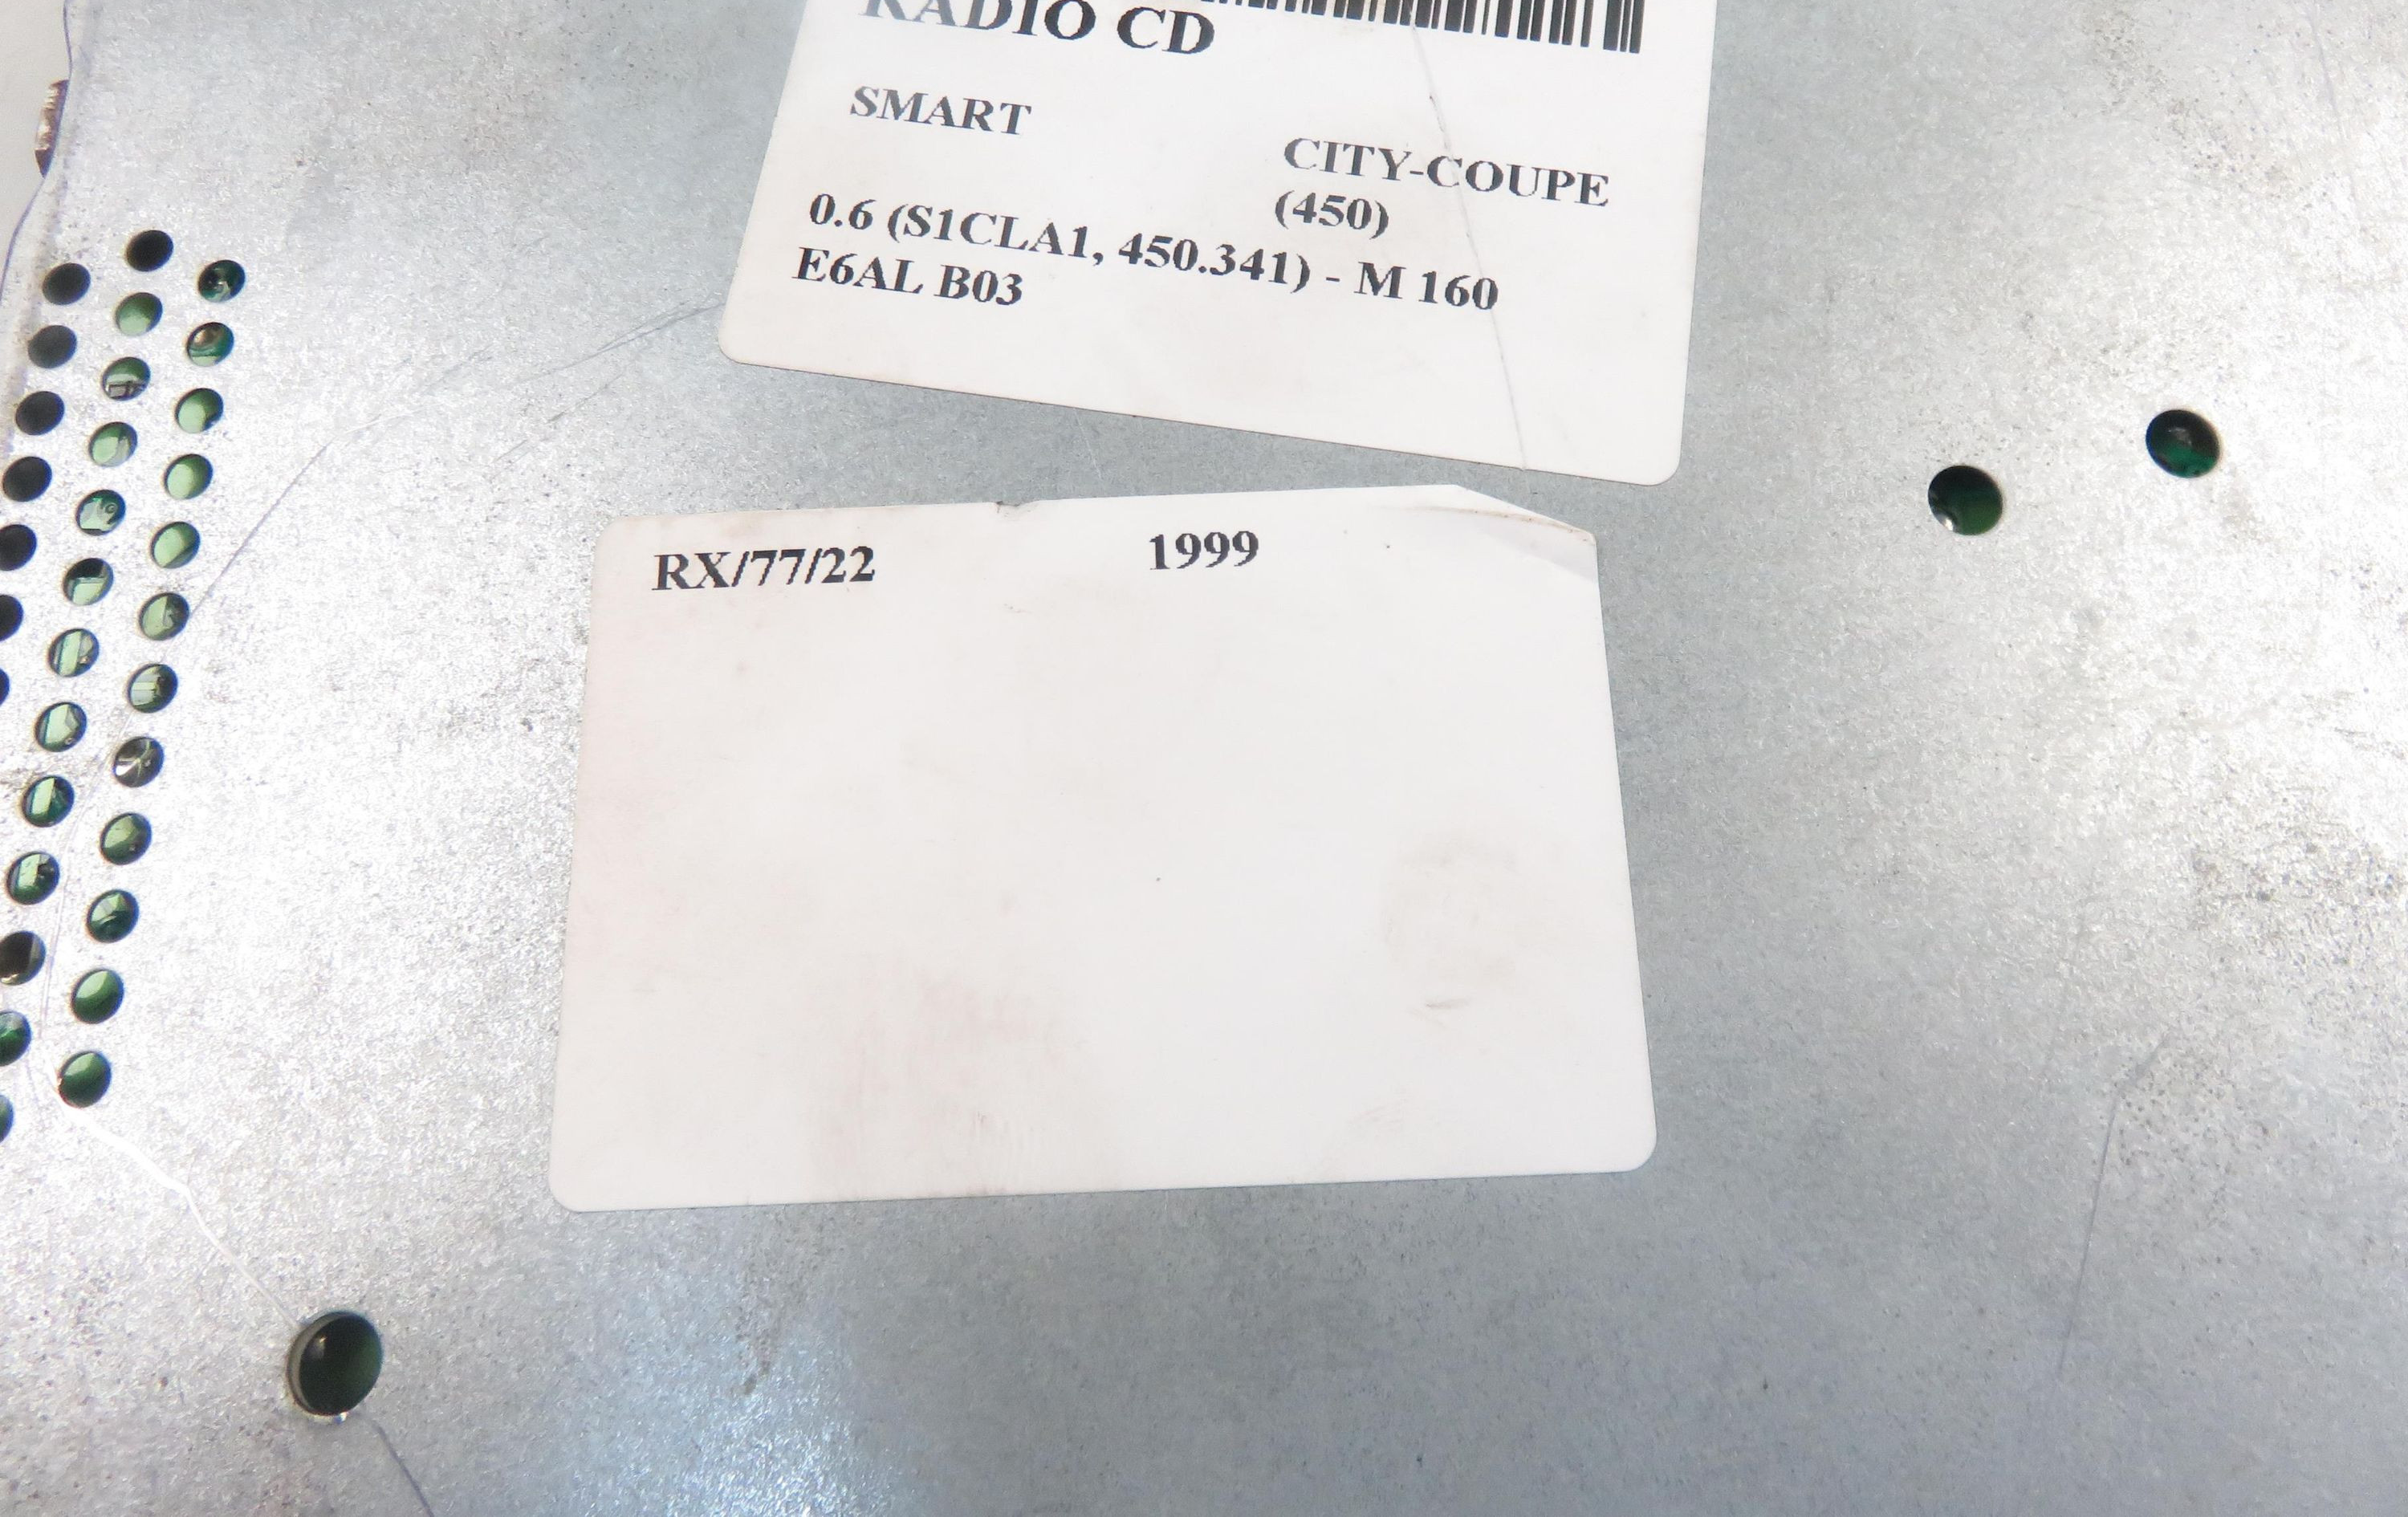 RADIO CD
SMART
CITY-COUPE
(450)
0.6 (S1CLA1, 450.341) - M 160
E6AL B03
RX/77/22 1999